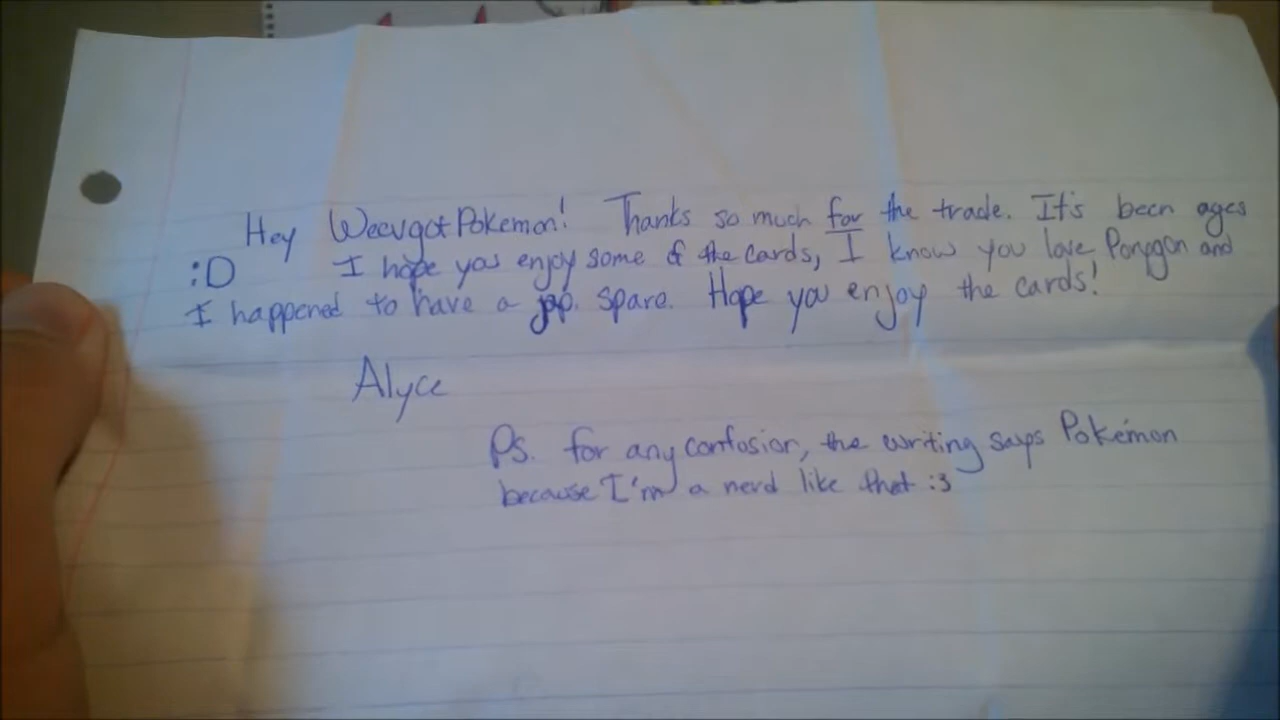 Hey WeevgotPokemon! Thanks so much for the trade. It's been ages
:D I hope you enjoy some of the cards, I know you love Porygon and
I happened to have a jp. spare. Hope you enjoy the cards!
Alyce
Ps. for any confusion, the writing says Pokémon
because I'm a nerd like that :3